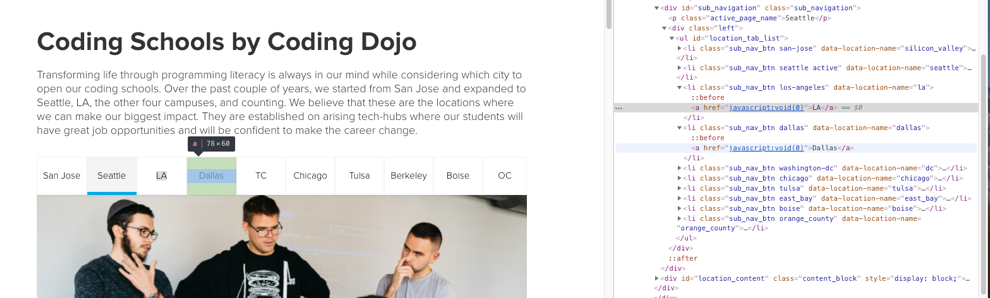 Coding Schools by Coding Dojo
Transforming life through programming literacy is always in our mind while considering which city to
open our coding schools. Over the past couple of years, we started from San Jose and expanded to
Seattle, LA, the other four campuses, and counting. We believe that these are the locations where
we can make our biggest impact. They are established on arising tech-hubs where our students will
have great job opportunities and will be confident to make the career change.
a | 78 × 60
San Jose Seattle LA Dallas TC Chicago Tulsa Berkeley Boise OC
▼<div id="sub_navigation" class="sub_navigation">
<p class="active_page_name">Seattle</p>
▼<div class="left">
▼<ul id="location_tab_list">
▶<li class="sub_nav_btn san-jose" data-location-name="silicon_valley">…
</li>
▶<li class="sub_nav_btn seattle active" data-location-name="seattle">…
</li>
▼<li class="sub_nav_btn los-angeles" data-location-name="la">
::before
… <a href="javascript:void(0)">LA</a> == $0
</li>
▼<li class="sub_nav_btn dallas" data-location-name="dallas">
::before
<a href="javascript:void(0)">Dallas</a>
</li>
▶<li class="sub_nav_btn washington-dc" data-location-name="dc">…</li>
▶<li class="sub_nav_btn chicago" data-location-name="chicago">…</li>
▶<li class="sub_nav_btn tulsa" data-location-name="tulsa">…</li>
▶<li class="sub_nav_btn east_bay" data-location-name="east_bay">…</li>
▶<li class="sub_nav_btn boise" data-location-name="boise">…</li>
▶<li class="sub_nav_btn orange_county" data-location-name=
"orange_county">…</li>
</ul>
</div>
::after
</div>
▶<div id="location_content" class="content_block" style="display: block;">…
</div>